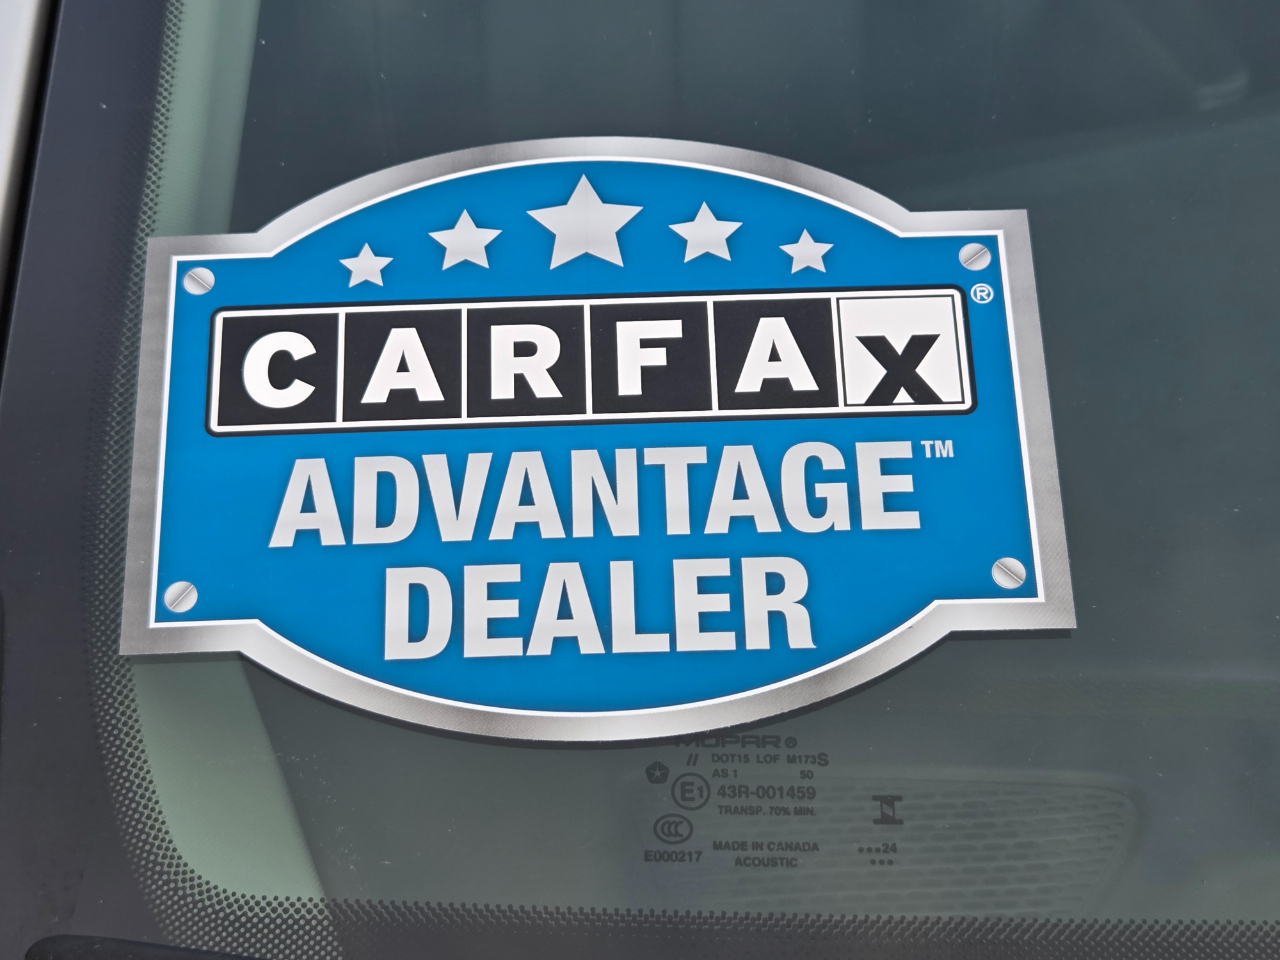 CARFAX®
ADVANTAGE™
DEALER
MOPAR®
// DOT15 LOF M173S
AS 1 50
E1 43R-001459
TRANSP. 70% MIN.
CCC
E000217 MADE IN CANADA •••24
ACOUSTIC •••